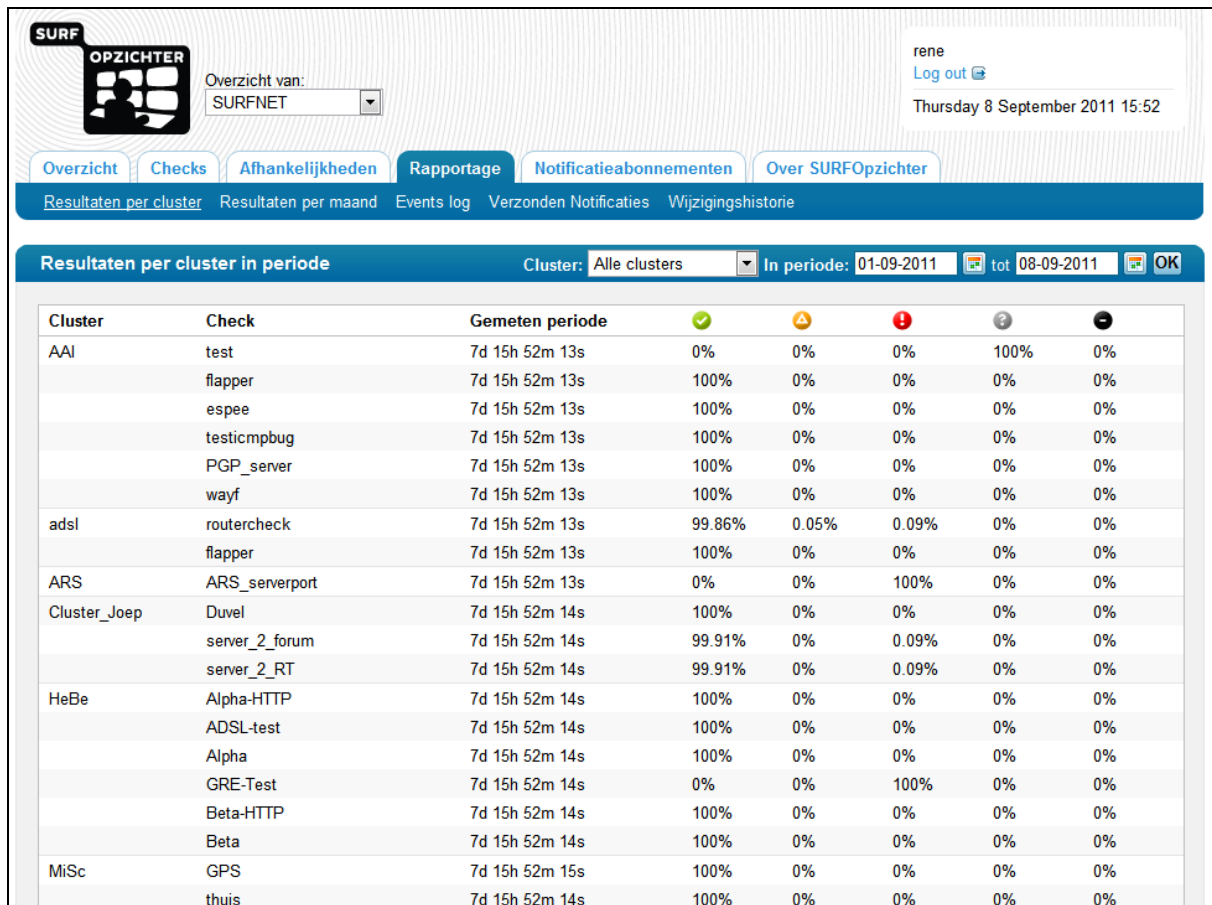 SURF
OPZICHTER
Overzicht van:
SURFNET
rene
Log out
Thursday 8 September 2011 15:52
Overzicht Checks Afhankelijkheden Rapportage Notificatieabonnementen Over SURFOpzichter
Resultaten per cluster Resultaten per maand Events log Verzonden Notificaties Wijzigingshistorie
Resultaten per cluster in periode Cluster: Alle clusters In periode: 01-09-2011 tot 08-09-2011 OK
Cluster Check Gemeten periode
AAI test 7d 15h 52m 13s 0% 0% 0% 100% 0%
flapper 7d 15h 52m 13s 100% 0% 0% 0% 0%
espee 7d 15h 52m 13s 100% 0% 0% 0% 0%
testicmpbug 7d 15h 52m 13s 100% 0% 0% 0% 0%
PGP_server 7d 15h 52m 13s 100% 0% 0% 0% 0%
wayf 7d 15h 52m 13s 100% 0% 0% 0% 0%
adsl routercheck 7d 15h 52m 13s 99.86% 0.05% 0.09% 0% 0%
flapper 7d 15h 52m 13s 100% 0% 0% 0% 0%
ARS ARS_serverport 7d 15h 52m 13s 0% 0% 100% 0% 0%
Cluster_Joep Duvel 7d 15h 52m 14s 100% 0% 0% 0% 0%
server_2_forum 7d 15h 52m 14s 99.91% 0% 0.09% 0% 0%
server_2_RT 7d 15h 52m 14s 99.91% 0% 0.09% 0% 0%
HeBe Alpha-HTTP 7d 15h 52m 14s 100% 0% 0% 0% 0%
ADSL-test 7d 15h 52m 14s 100% 0% 0% 0% 0%
Alpha 7d 15h 52m 14s 100% 0% 0% 0% 0%
GRE-Test 7d 15h 52m 14s 0% 0% 100% 0% 0%
Beta-HTTP 7d 15h 52m 14s 100% 0% 0% 0% 0%
Beta 7d 15h 52m 14s 100% 0% 0% 0% 0%
MiSc GPS 7d 15h 52m 15s 100% 0% 0% 0% 0%
thuis 7d 15h 52m 14s 100% 0% 0% 0% 0%